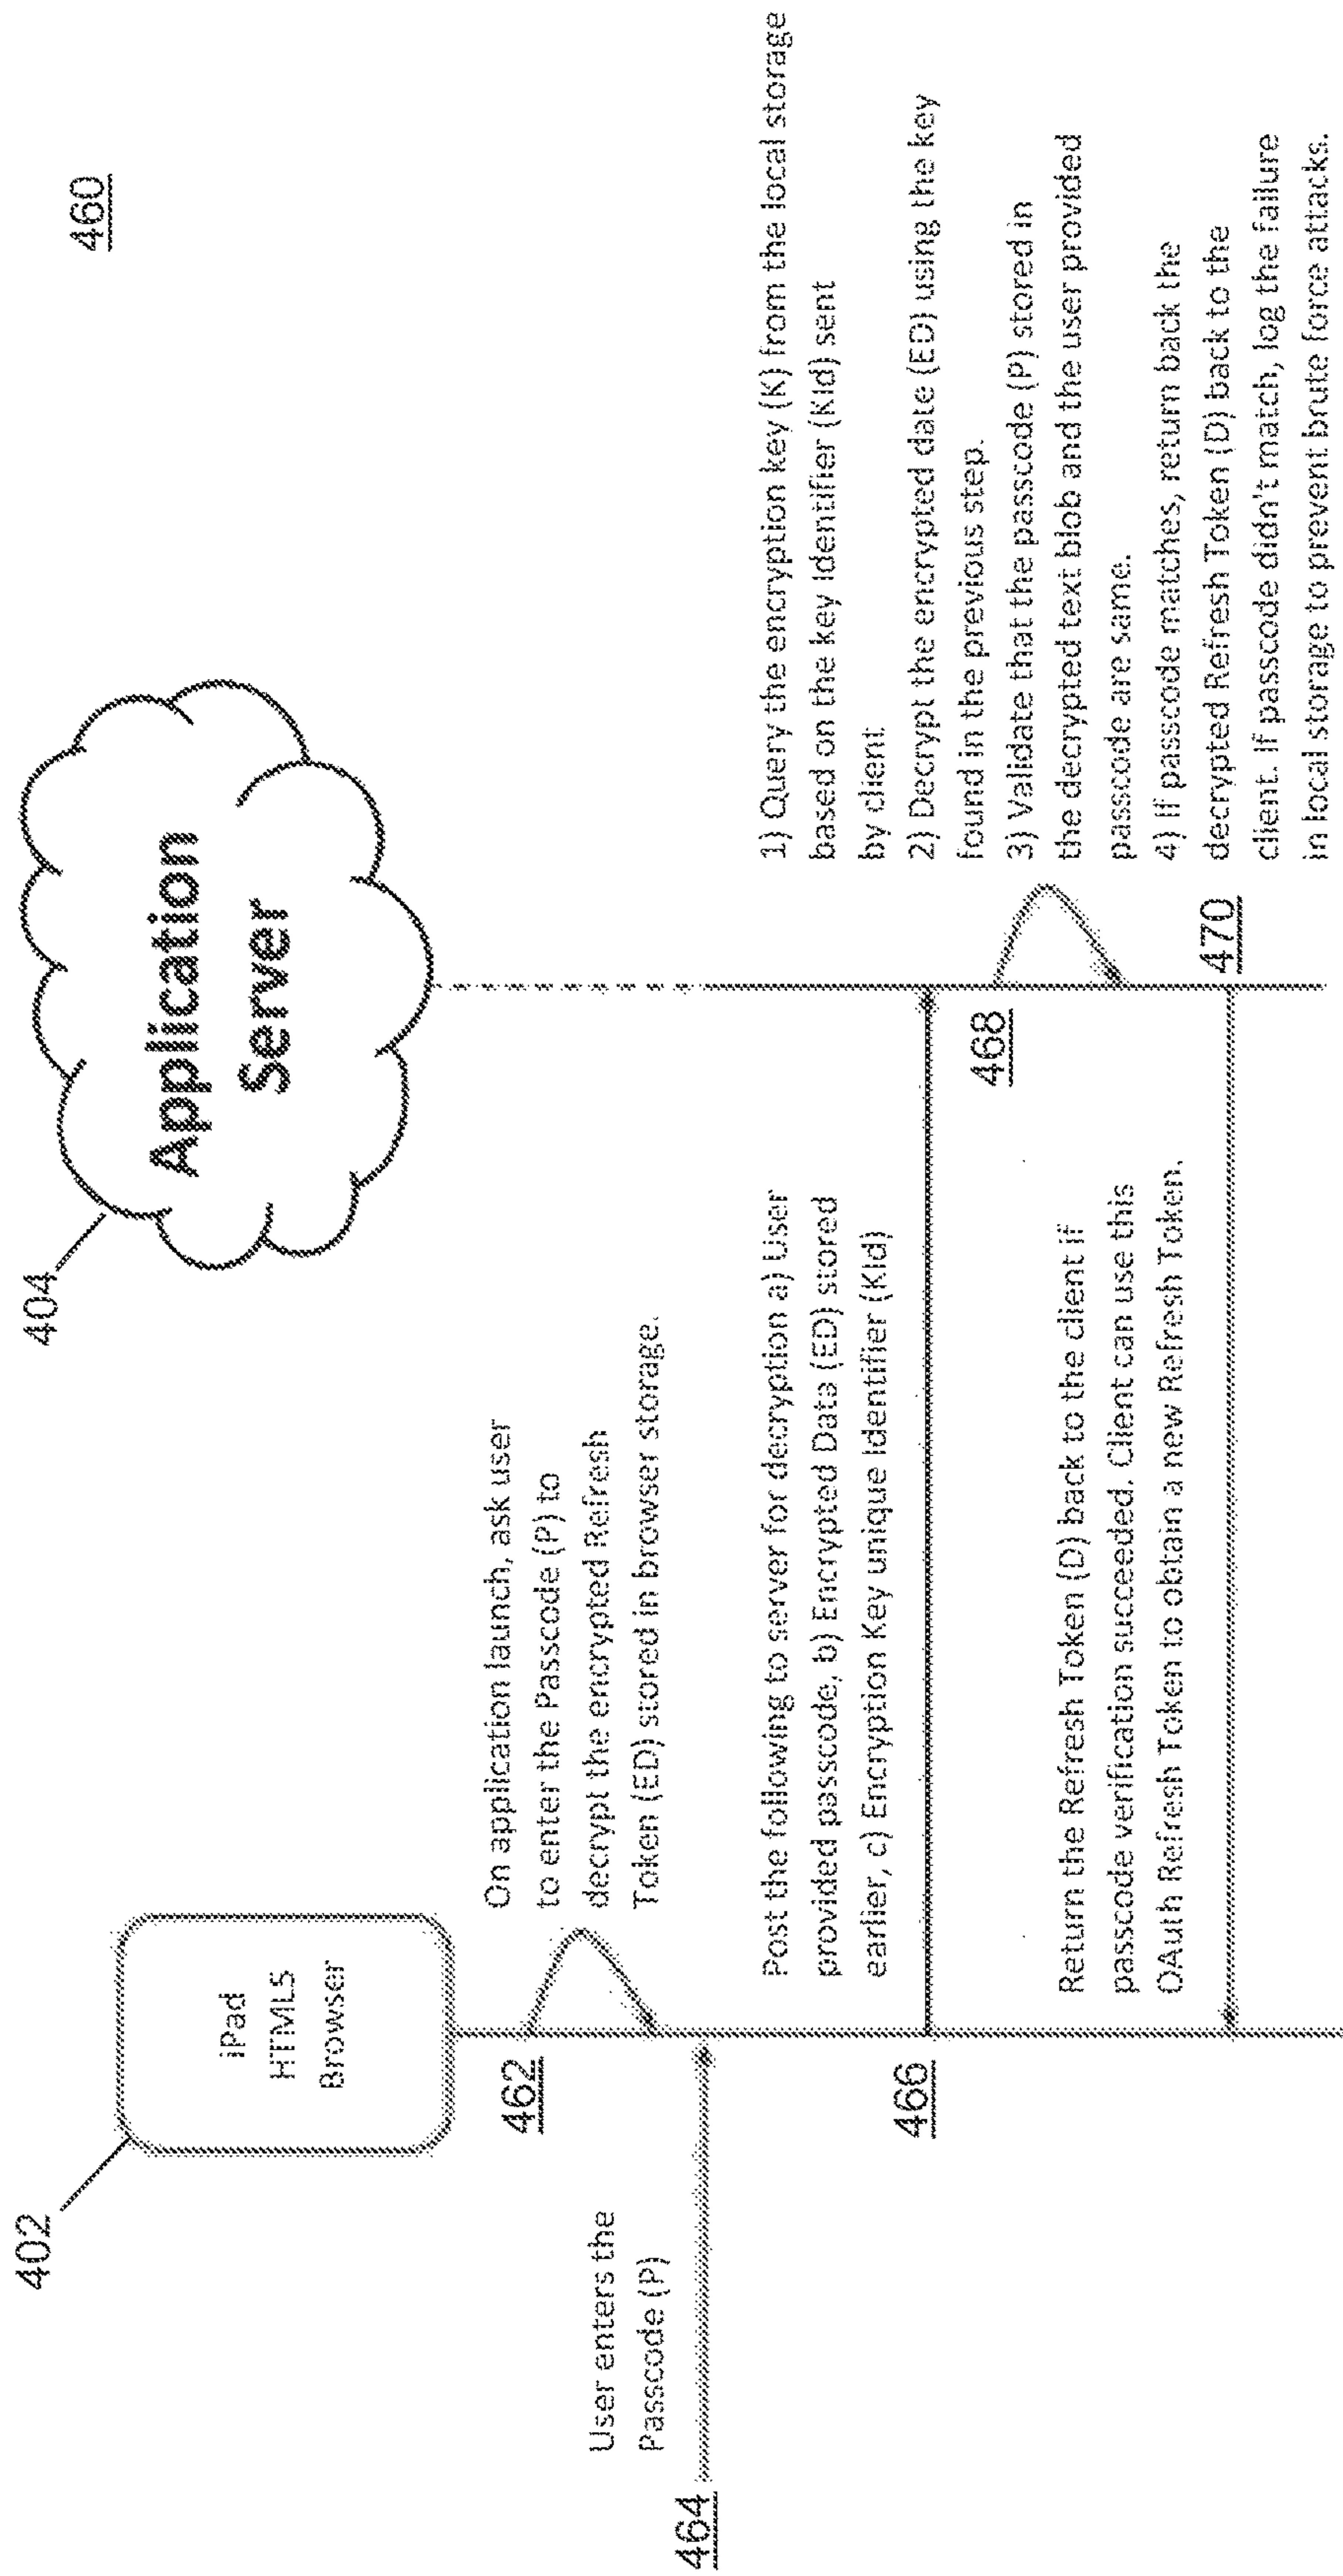 460
402
404
iPad
HTML5
Browser
Application
Server
462
On application launch, ask user
to enter the Passcode (P) to
decrypt the encrypted Refresh
Token (ED) stored in browser storage.
User enters the
Passcode (P)
464
Post the following to server for decryption a) User
provided passcode, b) Encrypted Data (ED) stored
earlier, c) Encryption Key unique Identifier (KId)
466
468
1) Query the encryption key (K) from the local storage
based on the key Identifier (KId) sent
by client
2) Decrypt the encrypted date (ED) using the key
found in the previous step.
3) Validate that the passcode (P) stored in
the decrypted text blob and the user provided
passcode are same.
4) If passcode matches, return back the
decrypted Refresh Token (D) back to the
client. If passcode didn't match, log the failure
in local storage to prevent brute force attacks.
470
Return the Refresh Token (D) back to the client if
passcode verification succeeded. Client can use this
OAuth Refresh Token to obtain a new Refresh Token.